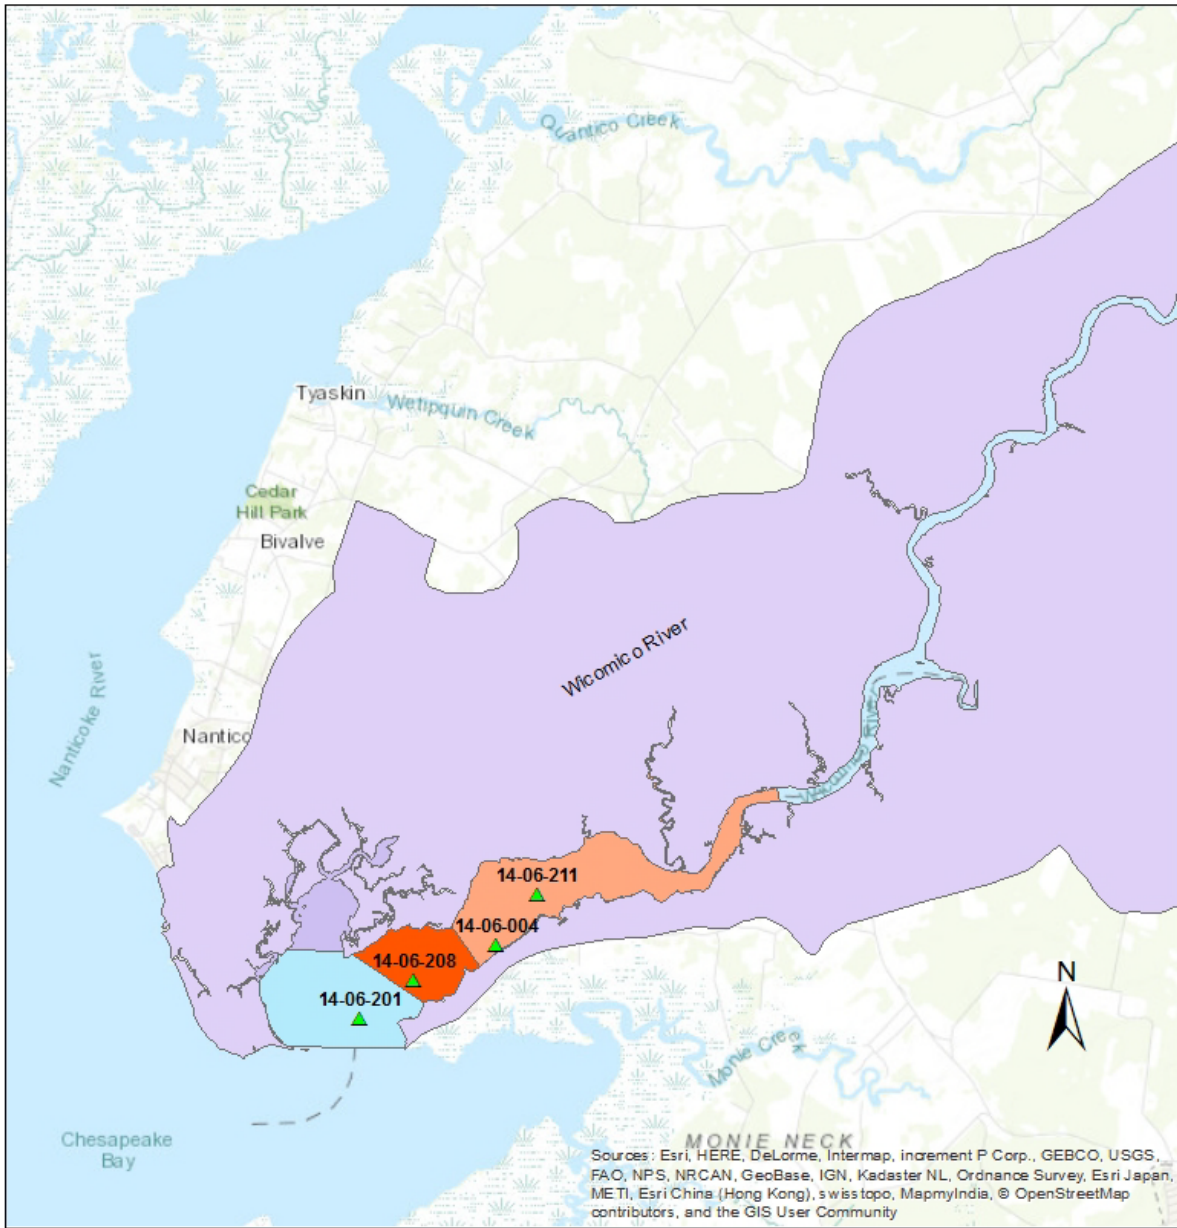 Quantico Creek
Tyaskin
Wetipquin Creek
Cedar
Hill Park
Bivalve
Wicomico River
Nanticoke River
Nantico
Wicomico River
14-06-211
14-06-004
14-06-208
14-06-201
N
Monie Creek
Chesapeake
Bay
MONIE NECK
Sources: Esri, HERE, DeLorme, Intermap, increment P Corp., GEBCO, USGS,
FAO, NPS, NRCAN, GeoBase, IGN, Kadaster NL, Ordnance Survey, Esri Japan,
METI, Esri China (Hong Kong), swisstopo, MapmyIndia, © OpenStreetMap
contributors, and the GIS User Community